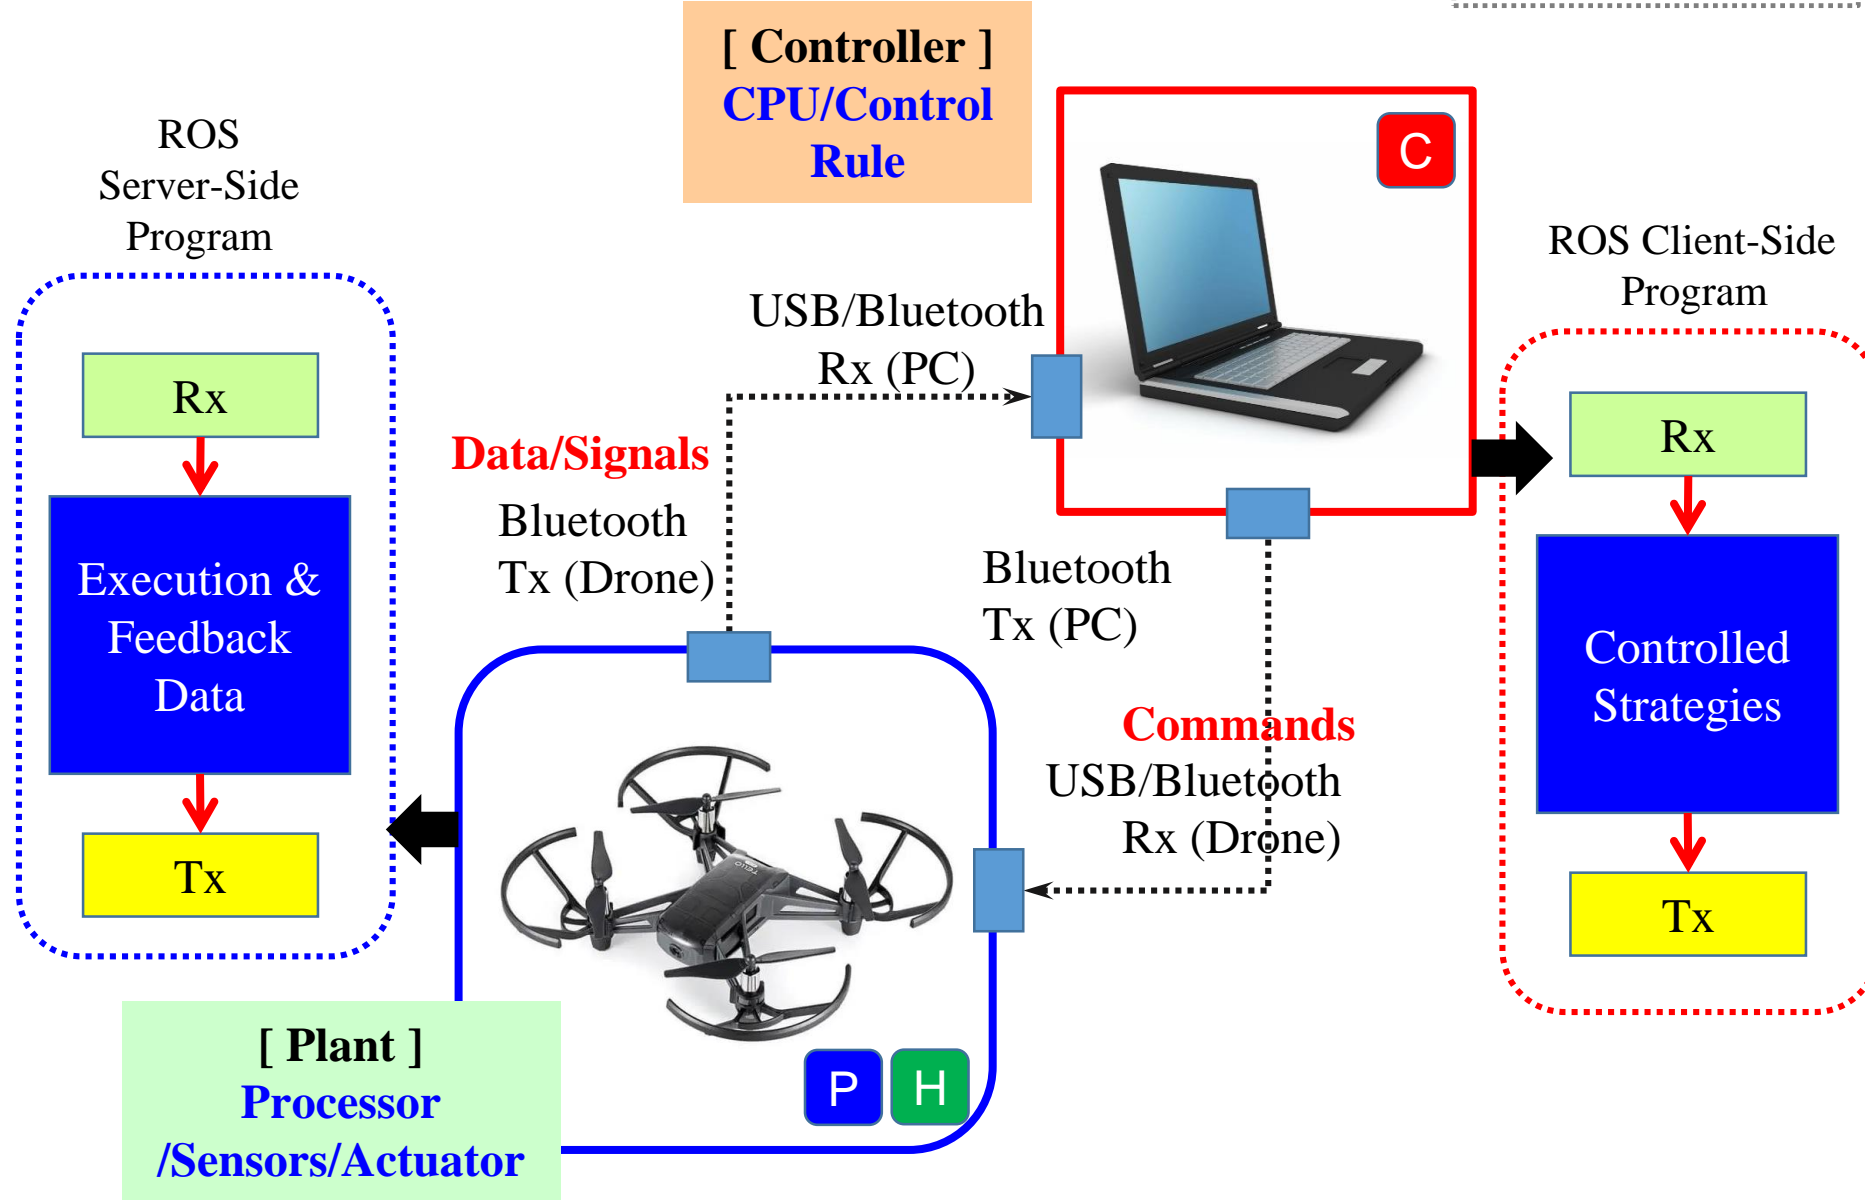 [ Controller ]
CPU/Control
Rule
C
ROS
Server-Side
Program
ROS Client-Side
Program
USB/Bluetooth
Rx (PC)
Rx
Rx
Data/Signals
Bluetooth
Tx (Drone)
Bluetooth
Tx (PC)
Execution &
Feedback
Data
Controlled
Strategies
Commands
USB/Bluetooth
Rx (Drone)
Tx
Tx
TELLO
[ Plant ]
Processor
/Sensors/Actuator
P
H